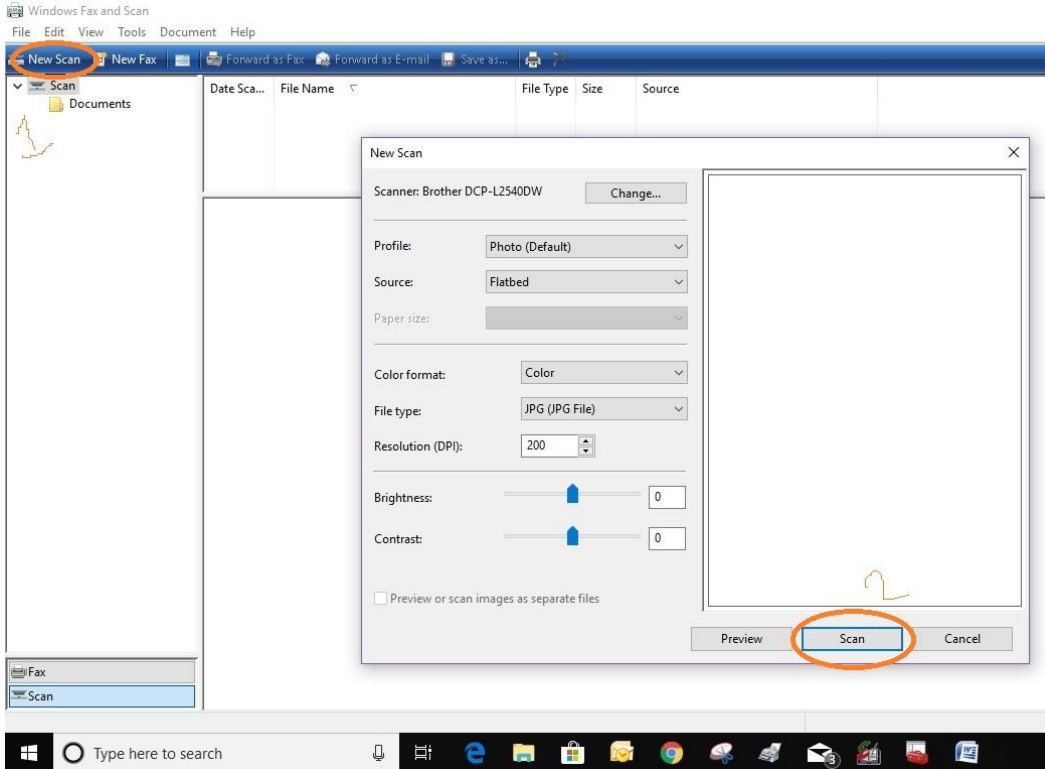 Windows Fax and Scan
File Edit View Tools Document Help
New Scan New Fax Forward as Fax Forward as E-mail Save as...
Scan
Documents
Date Sca... File Name File Type Size Source
1
New Scan
Scanner: Brother DCP-L2540DW Change...
Profile: Photo (Default)
Source: Flatbed
Paper size:
Color format: Color
File type: JPG (JPG File)
Resolution (DPI): 200
Brightness: 0
Contrast: 0
Preview or scan images as separate files
2
Preview Scan Cancel
Fax
Scan
Type here to search
3